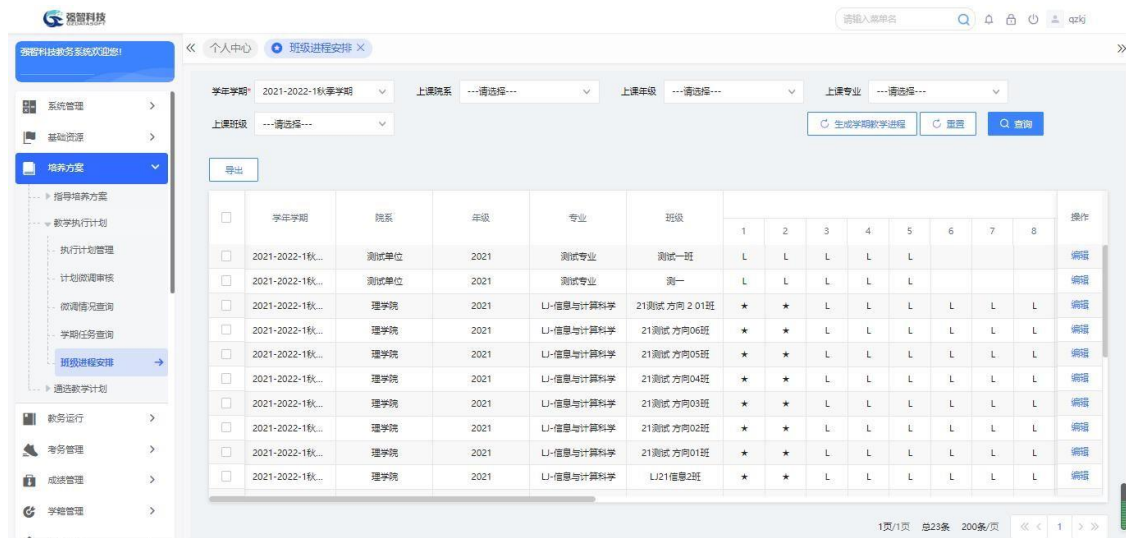 强智科技
请输入菜单名
qzkj
强智科技教务系统欢迎您!
个人中心
班级进程安排
系统管理
基础资源
培养方案
指导培养方案
教学执行计划
执行计划管理
计划微调审核
微调情况查询
学期任务查询
班级进程安排
通选教学计划
教务运行
考务管理
成绩管理
学籍管理
学年学期* 2021-2022-1秋季学期 上课院系 ---请选择--- 上课年级 ---请选择--- 上课专业 ---请选择---
上课班级 ---请选择--- 生成学期教学进程 重置 查询
导出
学年学期 院系 年级 专业 班级 1 2 3 4 5 6 7 8 操作
2021-2022-1秋... 测试单位 2021 测试专业 测试一班 L L L L L 编辑
2021-2022-1秋... 测试单位 2021 测试专业 测一 L L L L L 编辑
2021-2022-1秋... 理学院 2021 LJ-信息与计算科学 21测试 方向 2 01班 ★ ★ L L L L L L 编辑
2021-2022-1秋... 理学院 2021 LJ-信息与计算科学 21测试 方向06班 ★ ★ L L L L L L 编辑
2021-2022-1秋... 理学院 2021 LJ-信息与计算科学 21测试 方向05班 ★ ★ L L L L L L 编辑
2021-2022-1秋... 理学院 2021 LJ-信息与计算科学 21测试 方向04班 ★ ★ L L L L L L 编辑
2021-2022-1秋... 理学院 2021 LJ-信息与计算科学 21测试 方向03班 ★ ★ L L L L L L 编辑
2021-2022-1秋... 理学院 2021 LJ-信息与计算科学 21测试 方向02班 ★ ★ L L L L L L 编辑
2021-2022-1秋... 理学院 2021 LJ-信息与计算科学 21测试 方向01班 ★ ★ L L L L L L 编辑
2021-2022-1秋... 理学院 2021 LJ-信息与计算科学 LJ21信息2班 ★ ★ L L L L L L 编辑
1页/1页 总23条 200条/页 1